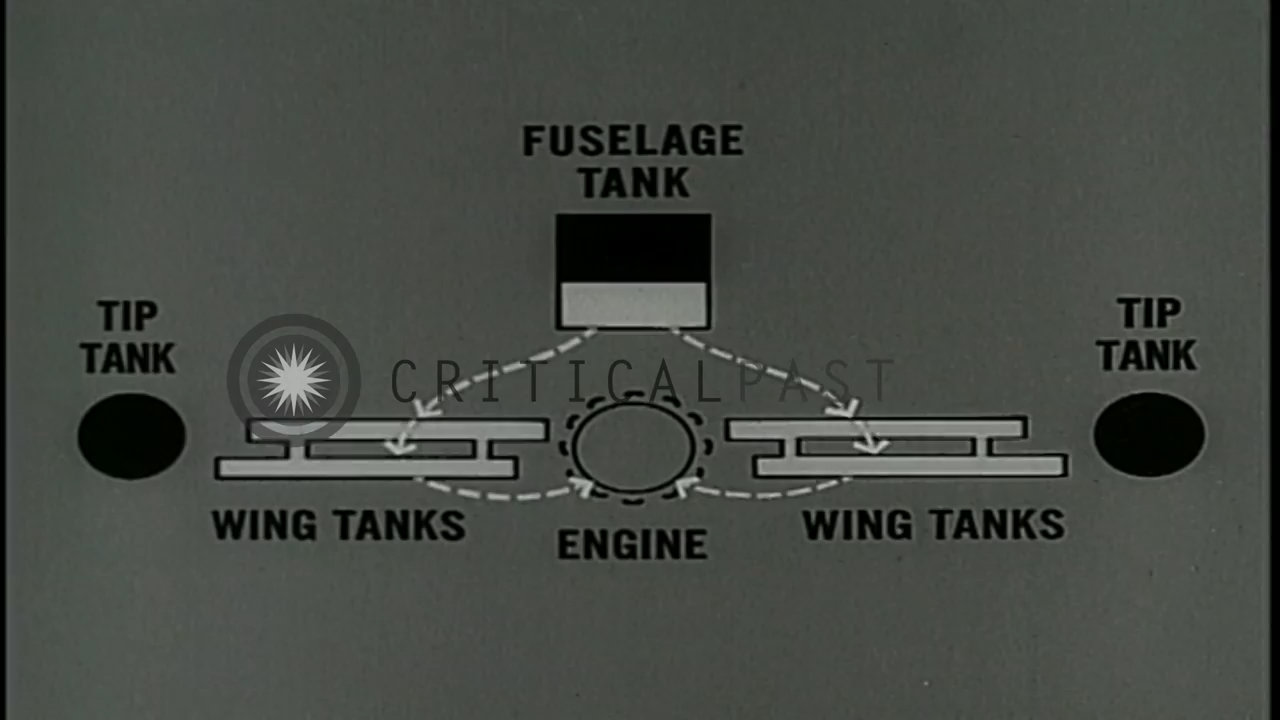 FUSELAGE
TANK
TIP
TANK
TIP
TANK
CRITICALPAST
WING TANKS
ENGINE
WING TANKS